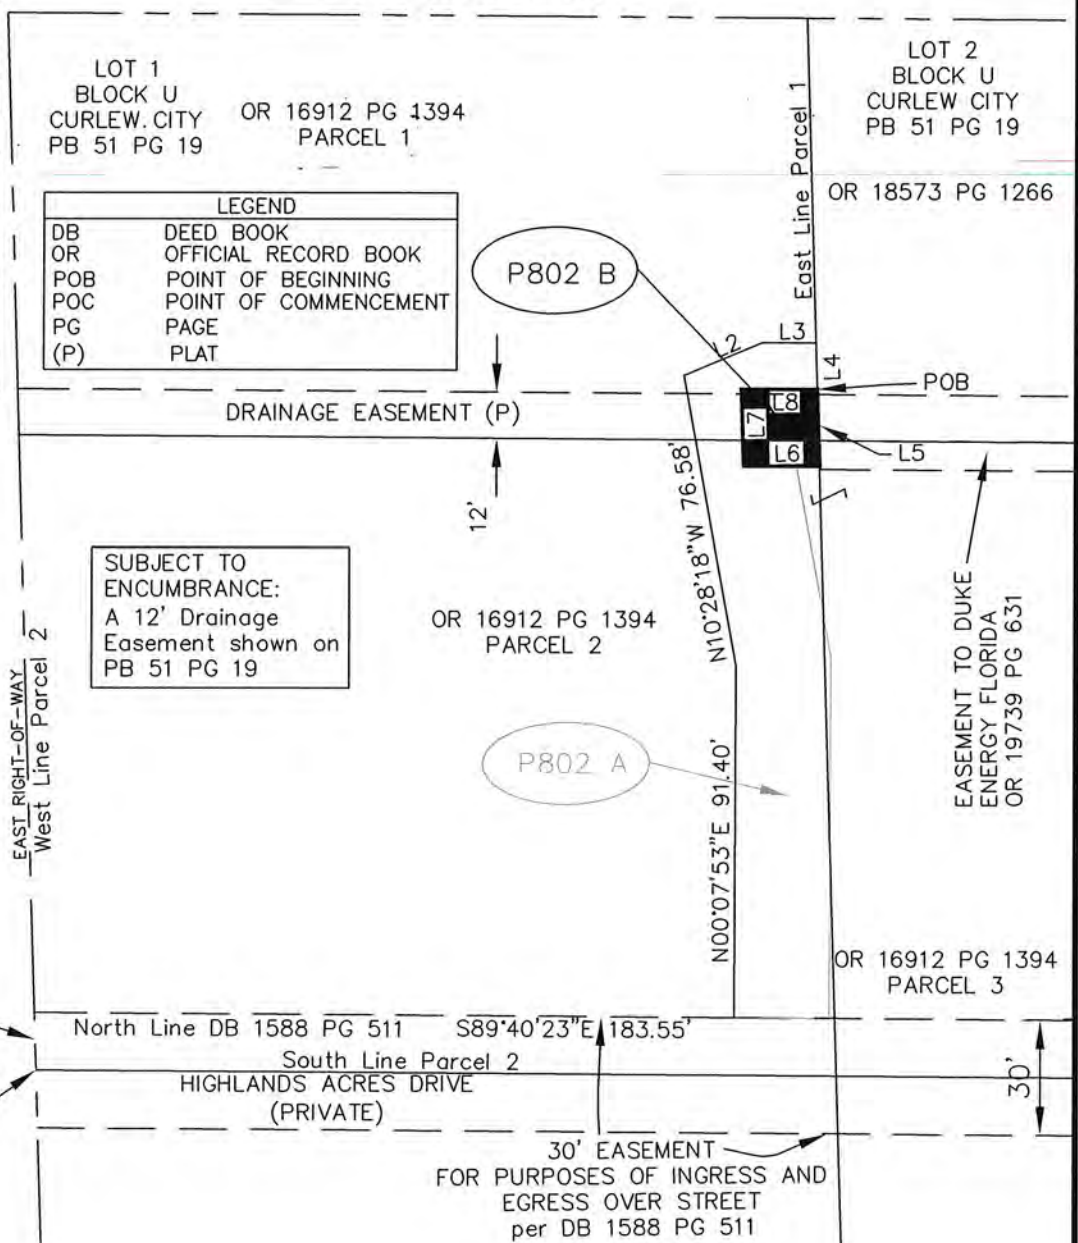 LOT 1
BLOCK U
CURLEW.CITY
PB 51 PG 19
OR 16912 PG 1394
PARCEL 1
East Line Parcel 1
LOT 2
BLOCK U
CURLEW CITY
PB 51 PG 19
OR 18573 PG 1266
LEGEND
DB DEED BOOK
OR OFFICIAL RECORD BOOK
POB POINT OF BEGINNING
POC POINT OF COMMENCEMENT
PG PAGE
(P) PLAT
P802 B
L2
L3
L4
POB
DRAINAGE EASEMENT (P)
L8
L7
L6
L5
12'
N10°28'18"W 76.58'
SUBJECT TO
ENCUMBRANCE:
A 12' Drainage
Easement shown on
PB 51 PG 19
OR 16912 PG 1394
PARCEL 2
EASEMENT TO DUKE
ENERGY FLORIDA
OR 19739 PG 631
EAST RIGHT-OF-WAY
West Line Parcel 2
P802 A
N00°07'53"E 91.40'
OR 16912 PG 1394
PARCEL 3
North Line DB 1588 PG 511 S89°40'23"E 183.55'
South Line Parcel 2
HIGHLANDS ACRES DRIVE
(PRIVATE)
30'
30' EASEMENT
FOR PURPOSES OF INGRESS AND
EGRESS OVER STREET
per DB 1588 PG 511